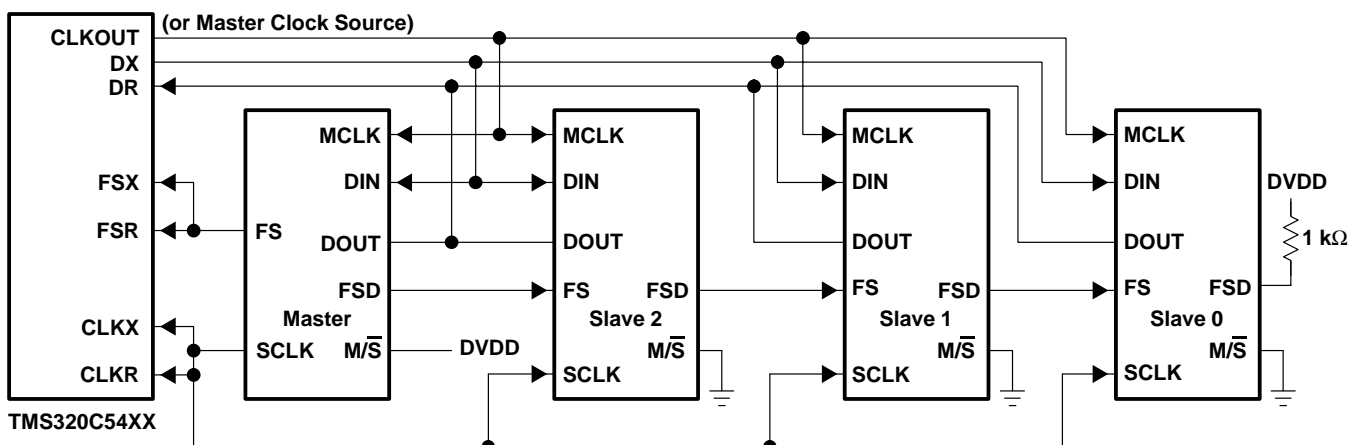 (or Master Clock Source)
CLKOUT
DX
DR
FSX
FSR
CLKX
CLKR
TMS320C54XX
MCLK
DIN
FS
DOUT
FSD
Master
SCLK
M/S̅
DVDD
MCLK
DIN
DOUT
FS
FSD
Slave 2
M/S̅
SCLK
MCLK
DIN
DOUT
FS
FSD
Slave 1
M/S̅
SCLK
MCLK
DIN
DOUT
FS
FSD
Slave 0
M/S̅
SCLK
DVDD
1 kΩ